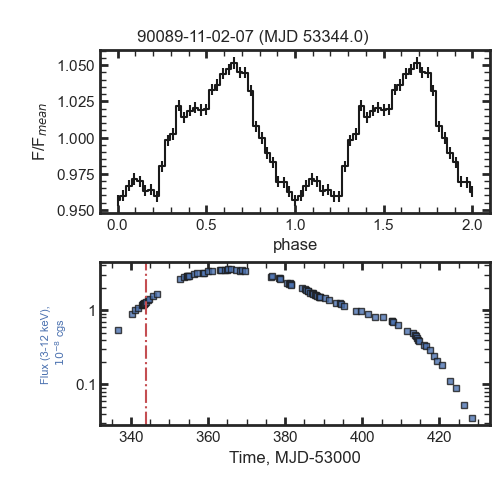 90089-11-02-07 (MJD 53344.0)
1.050
1.025
1.000
0.975
0.950
F/Fmean
0.0 0.5 1.0 1.5 2.0
phase
1
0.1
Flux (3-12 keV),
10⁻⁸ cgs
340 360 380 400 420
Time, MJD-53000